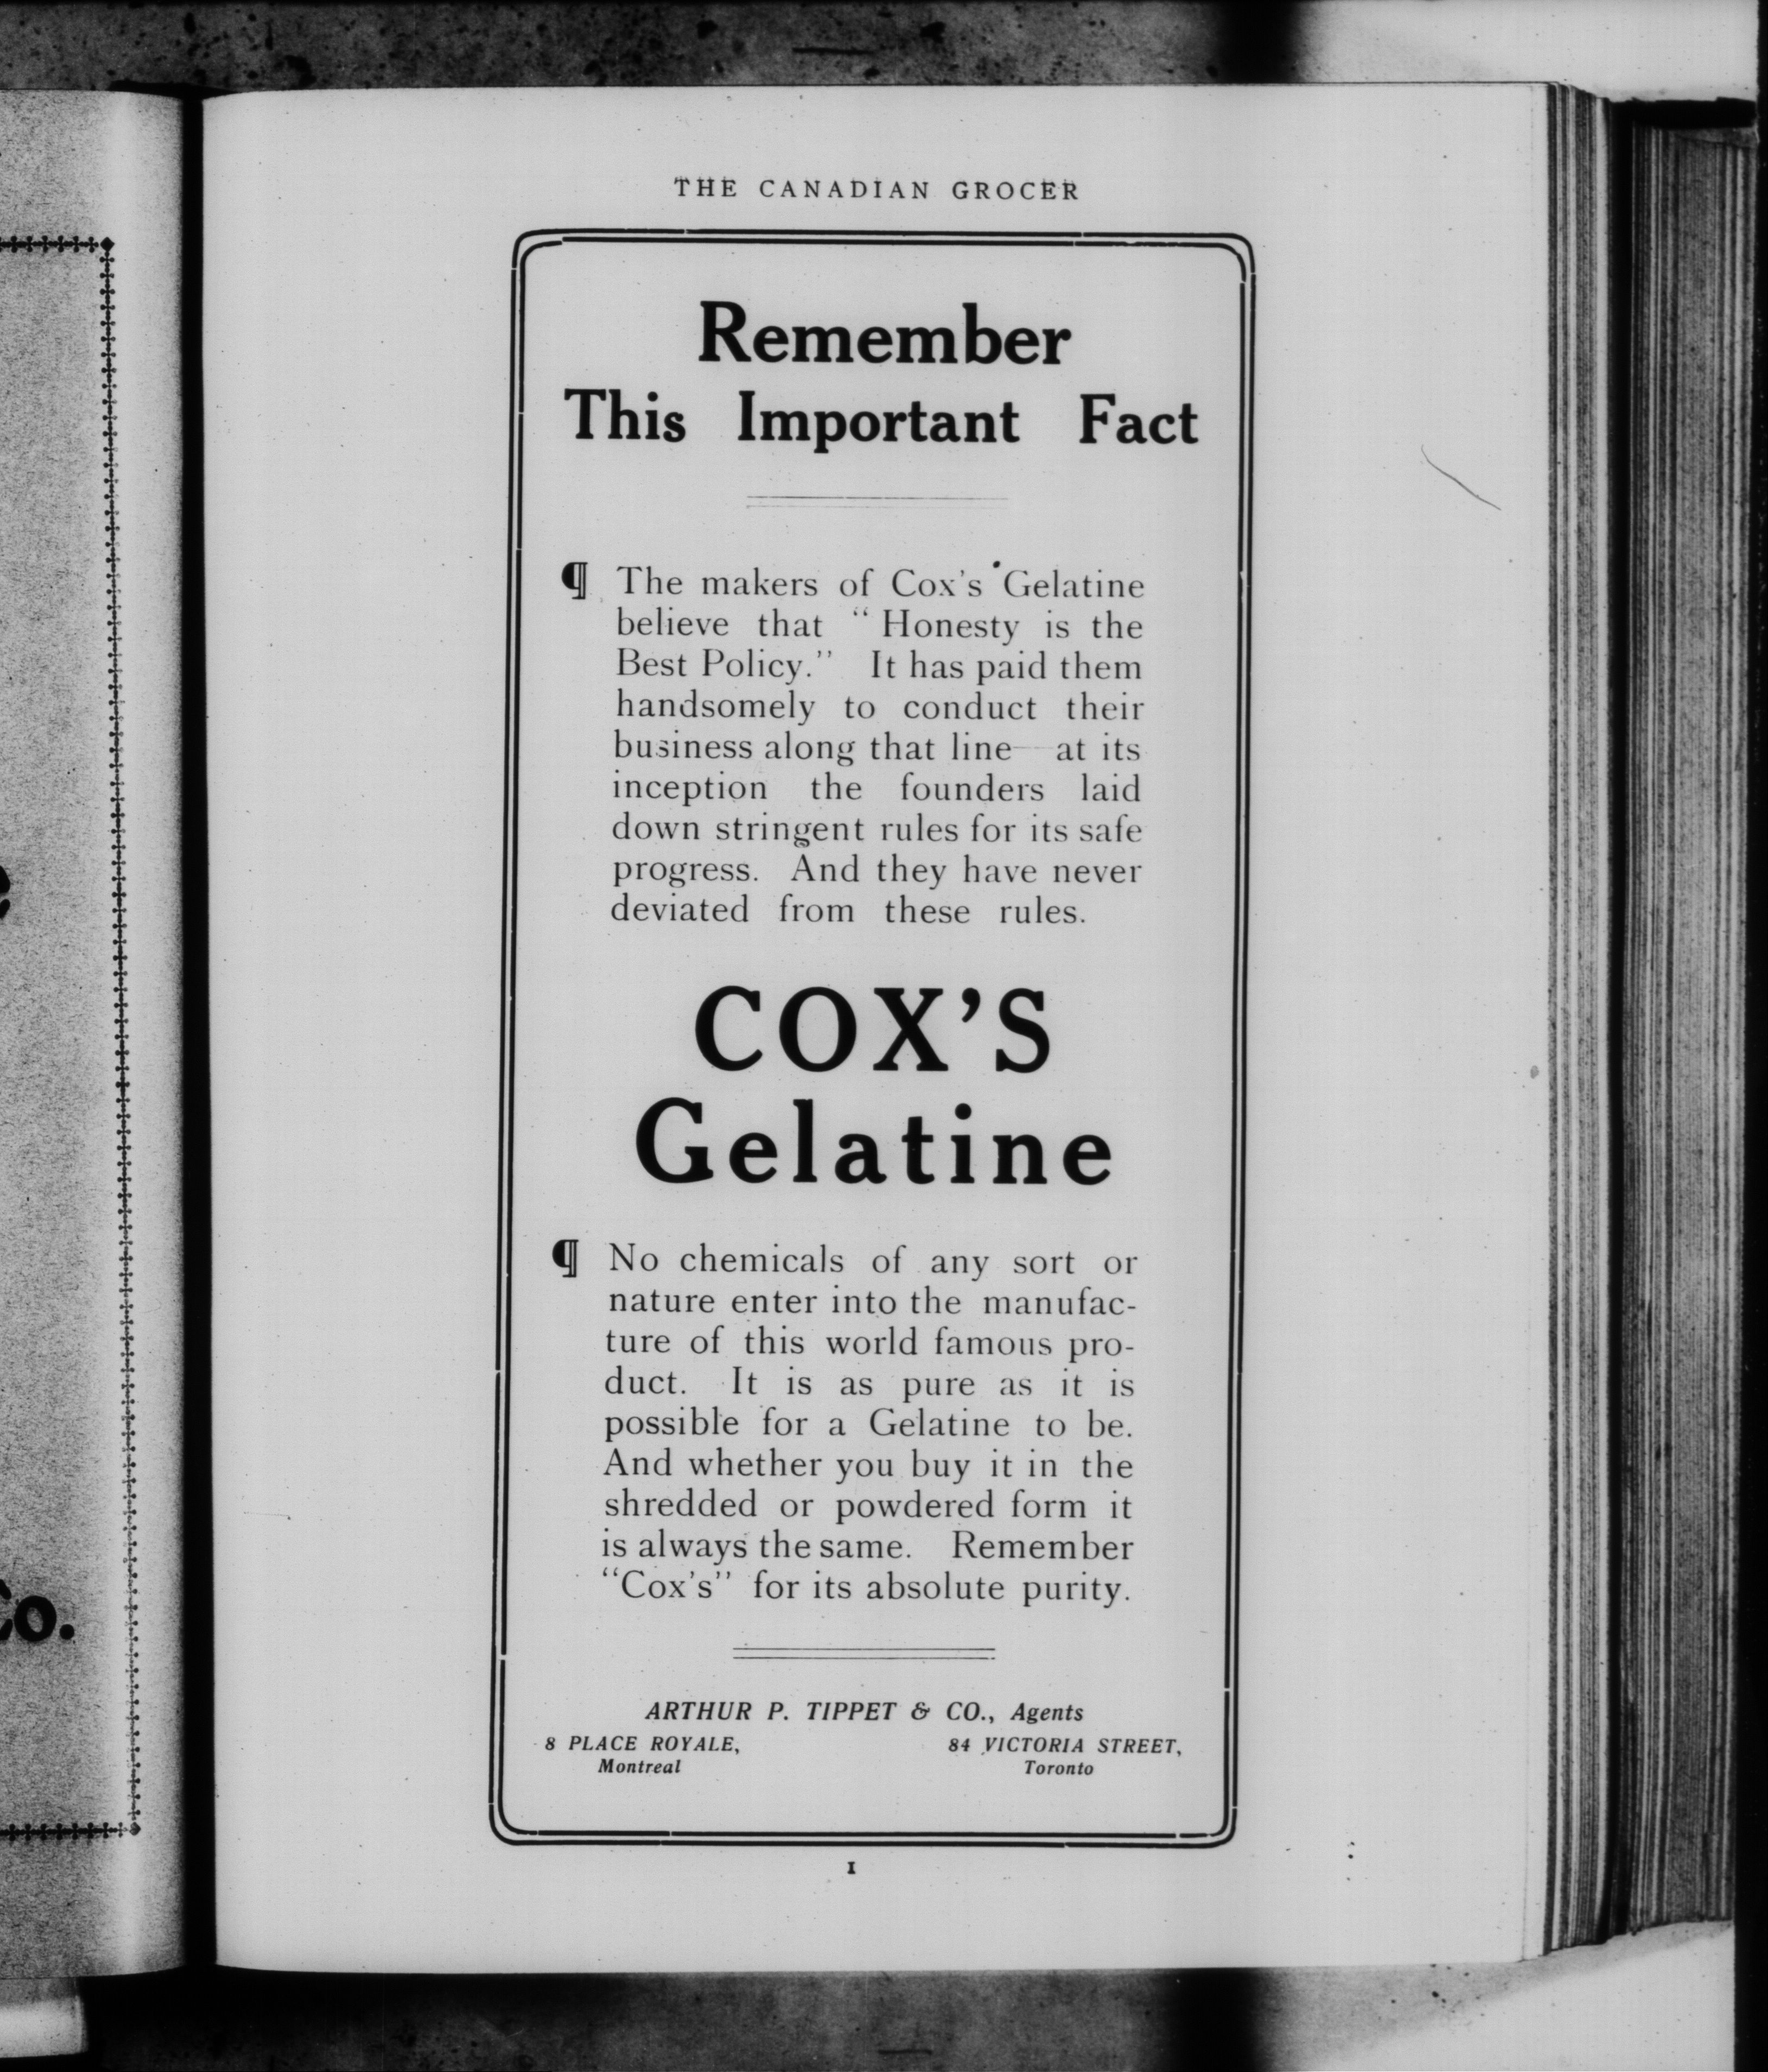 THE CANADIAN GROCER
Remember
This Important Fact
¶ The makers of Cox's Gelatine
believe that “ Honesty is the
Best Policy.” It has paid them
handsomely to conduct their
business along that line— at its
inception the founders laid
down stringent rules for its safe
progress. And they have never
deviated from these rules.
COX'S
Gelatine
¶ No chemicals of any sort or
nature enter into the manufac-
ture of this world famous pro-
duct. It is as pure as it is
possible for a Gelatine to be.
And whether you buy it in the
shredded or powdered form it
is always the same. Remember
“Cox's” for its absolute purity.
ARTHUR P. TIPPET & CO., Agents
8 PLACE ROYALE,
Montreal
84 VICTORIA STREET,
Toronto
1
Co.